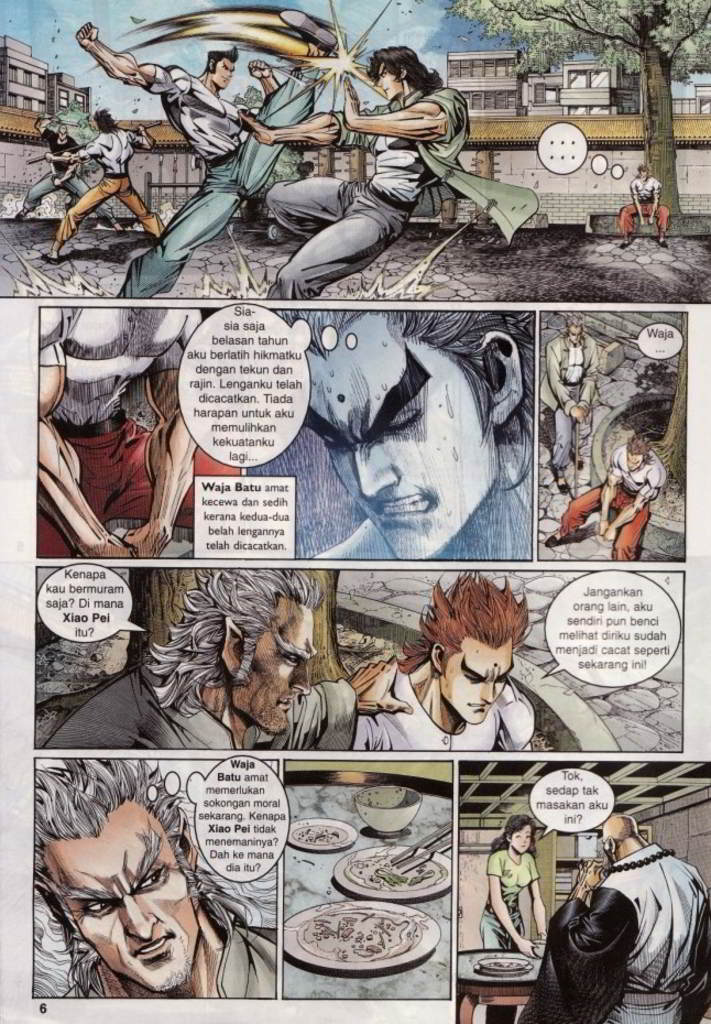 ... ...
Sia-
sia saja
belasan tahun
aku berlatih hikmatku
dengan tekun dan
rajin. Lenganku telah
dicacatkan. Tiada
harapan untuk aku
memulihkan
kekuatanku
lagi...
Waja Batu amat
kecewa dan sedih
kerana kedua-dua
belah lengannya
telah dicacatkan.
Waja
...
Kenapa
kau bermuram
saja? Di mana
Xiao Pei
itu?
Jangankan
orang lain, aku
sendiri pun benci
melihat diriku sudah
menjadi cacat seperti
sekarang ini!
Waja
Batu amat
memerlukan
sokongan moral
sekarang. Kenapa
Xiao Pei tidak
menemaninya?
Dah ke mana
dia itu?
Tok,
sedap tak
masakan aku
ini?
6